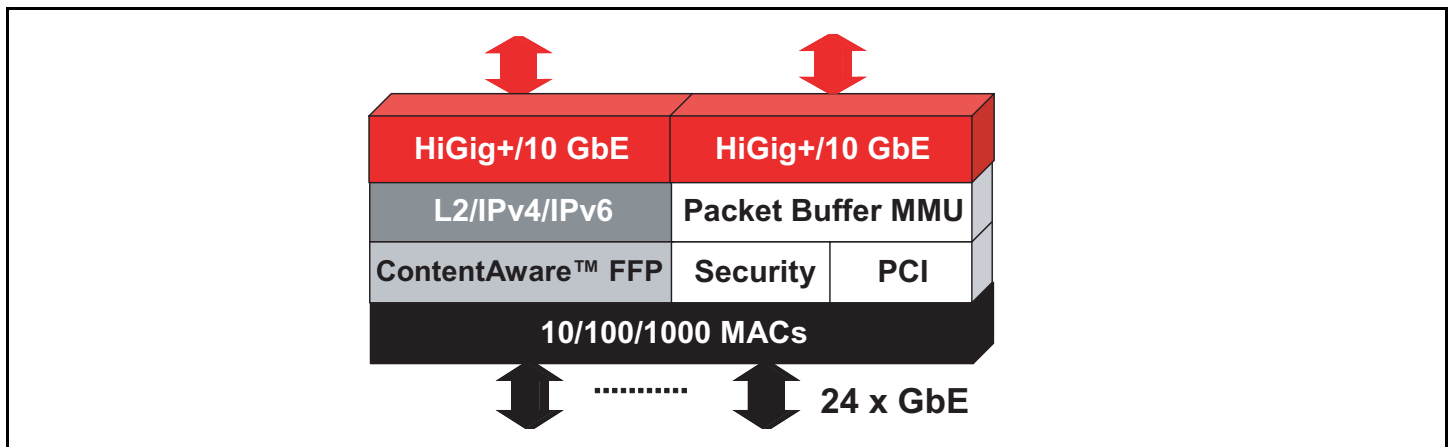 HiGig+/10 GbE HiGig+/10 GbE
L2/IPv4/IPv6 Packet Buffer MMU
ContentAware™ FFP Security PCI
10/100/1000 MACs
24 x GbE